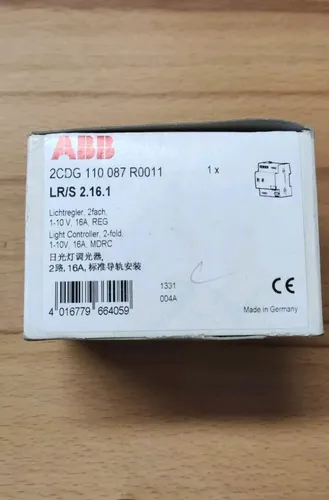 ABB
2CDG 110 087 R0011 1 x
LR/S 2.16.1
Lichtregler, 2fach,
1-10 V, 16A, REG
Light Controller, 2-fold,
1-10V, 16A, MDRC
日光灯调光器,
2路, 16A, 标准导轨安装
1331
004A
CE
4 016779 664059
Made in Germany